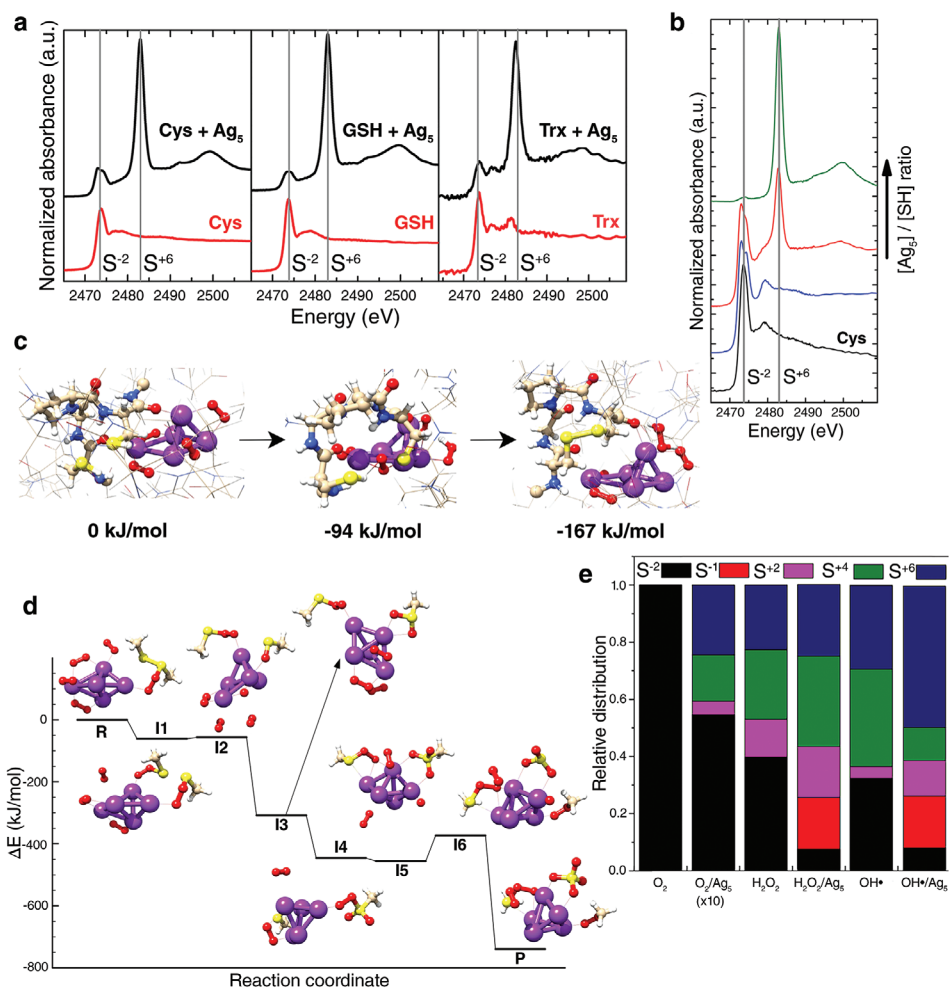 a
Normalized absorbance (a.u.)
Cys + Ag5
GSH + Ag5
Trx + Ag5
Cys
GSH
Trx
S-2
S+6
S-2
S+6
S-2
S+6
2470 2480 2490 2500
2470 2480 2490 2500
2470 2480 2490 2500
Energy (eV)
b
Normalized absorbance (a.u.)
[Ag5] / [SH] ratio
Cys
S-2
S+6
2470 2480 2490 2500
Energy (eV)
c
0 kJ/mol
-94 kJ/mol
-167 kJ/mol
d
ΔE (kJ/mol)
0
-200
-400
-600
-800
R
I1
I2
I3
I4
I5
I6
P
Reaction coordinate
e
S-2 S-1 S+2 S+4 S+6
Relative distribution
1.0
0.8
0.6
0.4
0.2
0.0
O2
O2/Ag5
(x10)
H2O2
H2O2/Ag5
OH•
OH•/Ag5